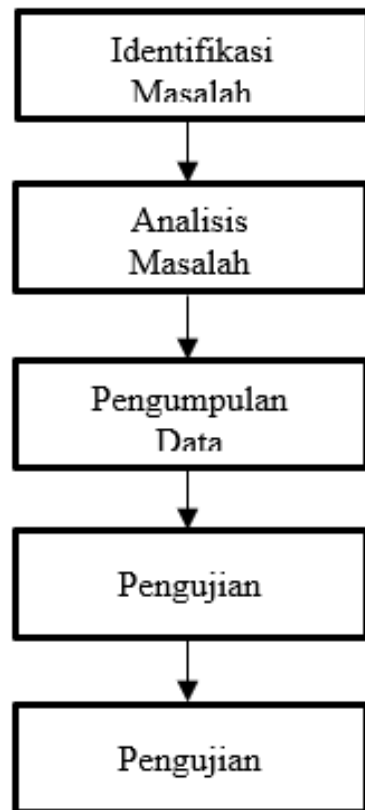 Identifikasi
Masalah
Analisis
Masalah
Pengumpulan
Data
Pengujian
Pengujian